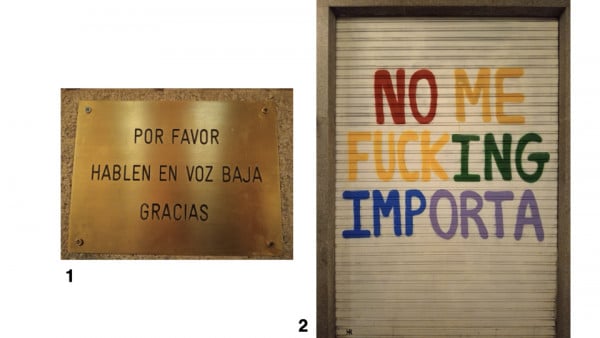 POR FAVOR
HABLEN EN VOZ BAJA
GRACIAS
1
NO ME
FUCKING
IMPORTA
2